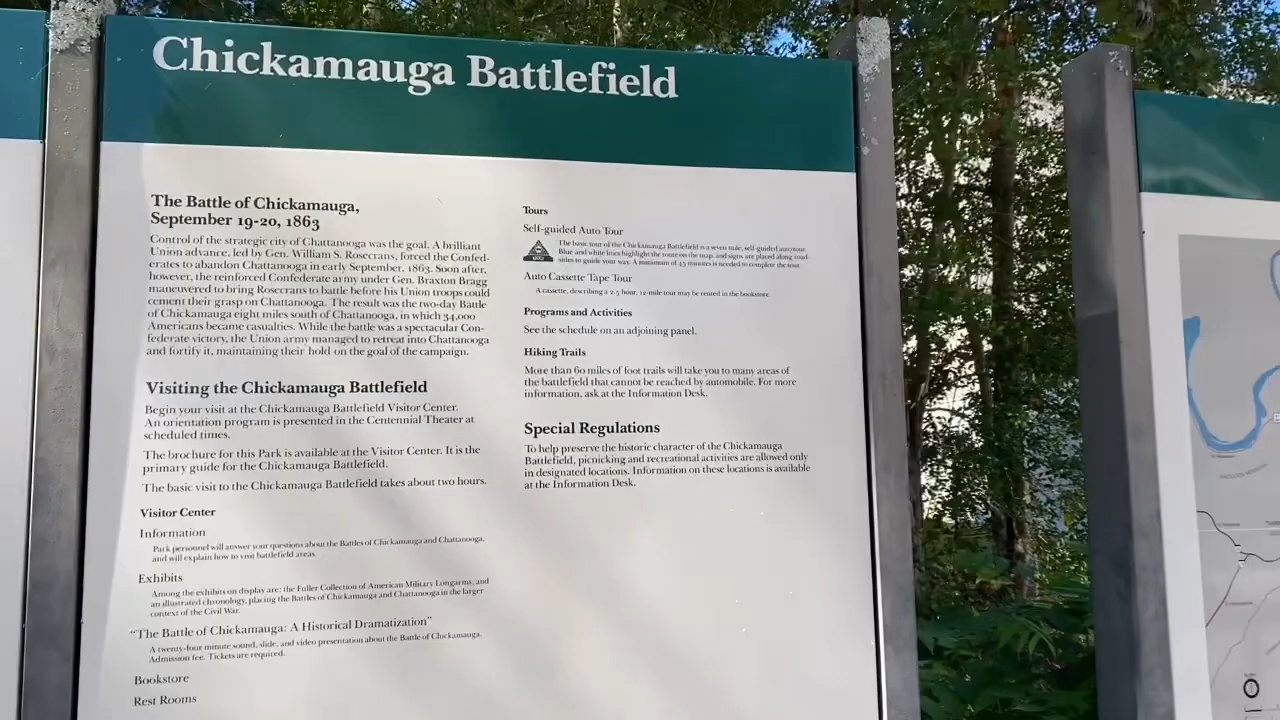 Chickamauga Battlefield
The Battle of Chickamauga,
September 19-20, 1863
Control of the strategic city of Chattanooga was the goal. A brilliant
Union advance, led by Gen. William S. Rosecrans, forced the Confed-
erates to abandon Chattanooga in early September, 1863. Soon after,
however, the reinforced Confederate army under Gen. Braxton Bragg
maneuvered to bring Rosecrans to battle before his Union troops could
cement their grasp on Chattanooga. The result was the two-day Battle
of Chickamauga eight miles south of Chattanooga, in which 34,000
Americans became casualties. While the battle was a spectacular Con-
federate victory, the Union army managed to retreat into Chattanooga
and fortify it, maintaining their hold on the goal of the campaign.
Visiting the Chickamauga Battlefield
Begin your visit at the Chickamauga Battlefield Visitor Center.
An orientation program is presented in the Centennial Theater at
scheduled times.
The brochure for this Park is available at the Visitor Center. It is the
primary guide for the Chickamauga Battlefield.
The basic visit to the Chickamauga Battlefield takes about two hours.
Visitor Center
Information
Park personnel will answer your questions about the Battles of Chickamauga and Chattanooga,
and will explain how to visit battlefield areas.
Exhibits
Among the exhibits on display are: the Fuller Collection of American Military Longarms; and
an illustrated chronology, placing the Battles of Chickamauga and Chattanooga in the larger
context of the Civil War.
"The Battle of Chickamauga: A Historical Dramatization"
A twenty-four minute sound, slide, and video presentation about the Battle of Chickamauga.
Admission fee. Tickets are required.
Bookstore
Rest Rooms
Tours
Self-guided Auto Tour
The basic tour of the Chickamauga Battlefield is a seven mile, self-guided autotour.
Blue and white lines highlight the route on the map, and signs are placed along road-
sides to guide your way. A minimum of 45 minutes is needed to complete the tour.
Auto Cassette Tape Tour
A cassette, describing a 2.5 hour, 12-mile tour may be rented in the bookstore.
Programs and Activities
See the schedule on an adjoining panel.
Hiking Trails
More than 60 miles of foot trails will take you to many areas of
the battlefield that cannot be reached by automobile. For more
information, ask at the Information Desk.
Special Regulations
To help preserve the historic character of the Chickamauga
Battlefield, picnicking and recreational activities are allowed only
in designated locations. Information on these locations is available
at the Information Desk.